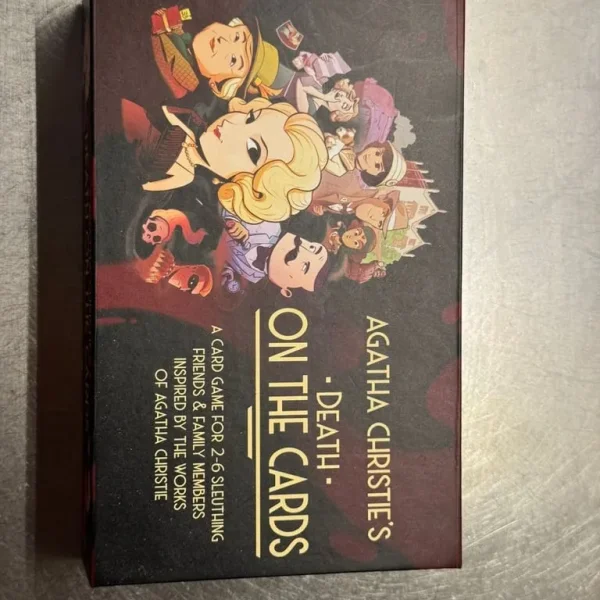 AGATHA CHRISTIE'S
· DEATH ·
ON THE CARDS
A CARD GAME FOR 2-6 SLEUTHING
FRIENDS & FAMILY MEMBERS
INSPIRED BY THE WORKS
OF AGATHA CHRISTIE